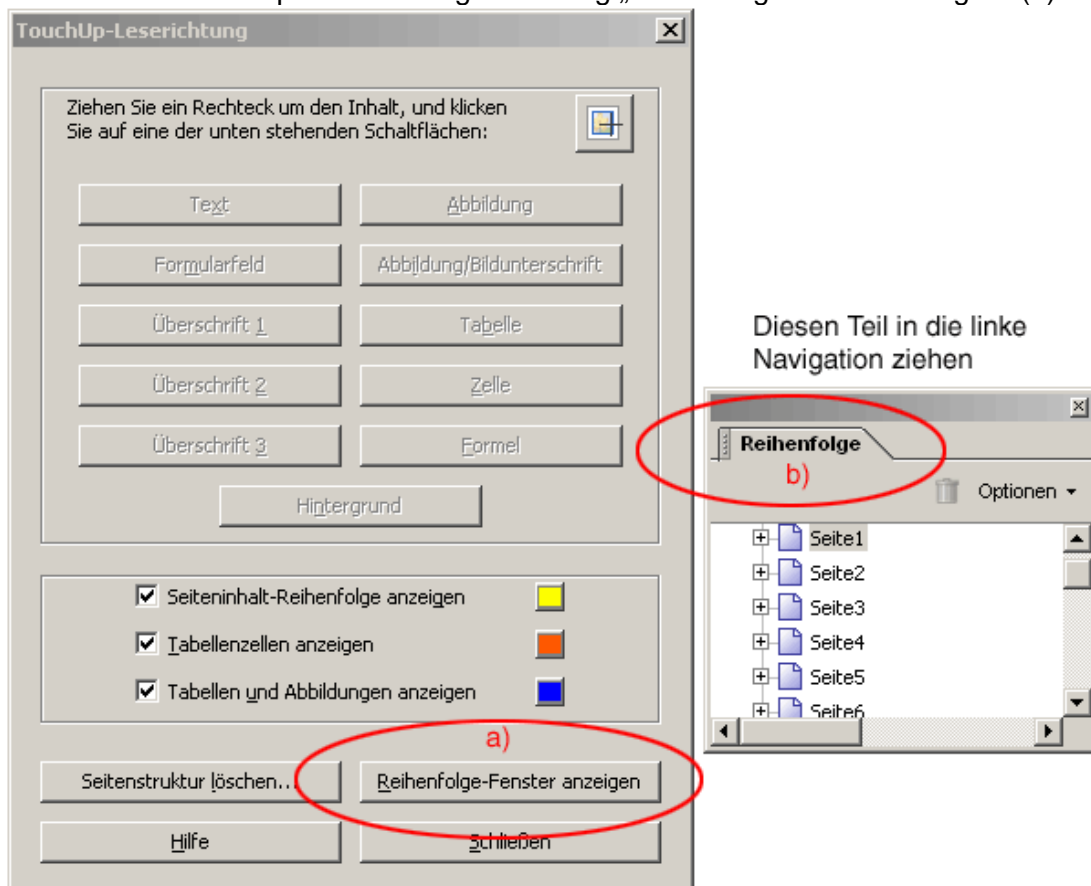 TouchUp-Leserichtung
Ziehen Sie ein Rechteck um den Inhalt, und klicken
Sie auf eine der unten stehenden Schaltflächen:
Text
Abbildung
Formularfeld
Abbildung/Bildunterschrift
Überschrift 1
Tabelle
Überschrift 2
Zelle
Überschrift 3
Formel
Hintergrund
Seiteninhalt-Reihenfolge anzeigen
Tabellenzellen anzeigen
Tabellen und Abbildungen anzeigen
a)
Seitenstruktur löschen...
Reihenfolge-Fenster anzeigen
Hilfe
Schließen
Diesen Teil in die linke
Navigation ziehen
Reihenfolge
b)
Optionen
Seite1
Seite2
Seite3
Seite4
Seite5
Seite6